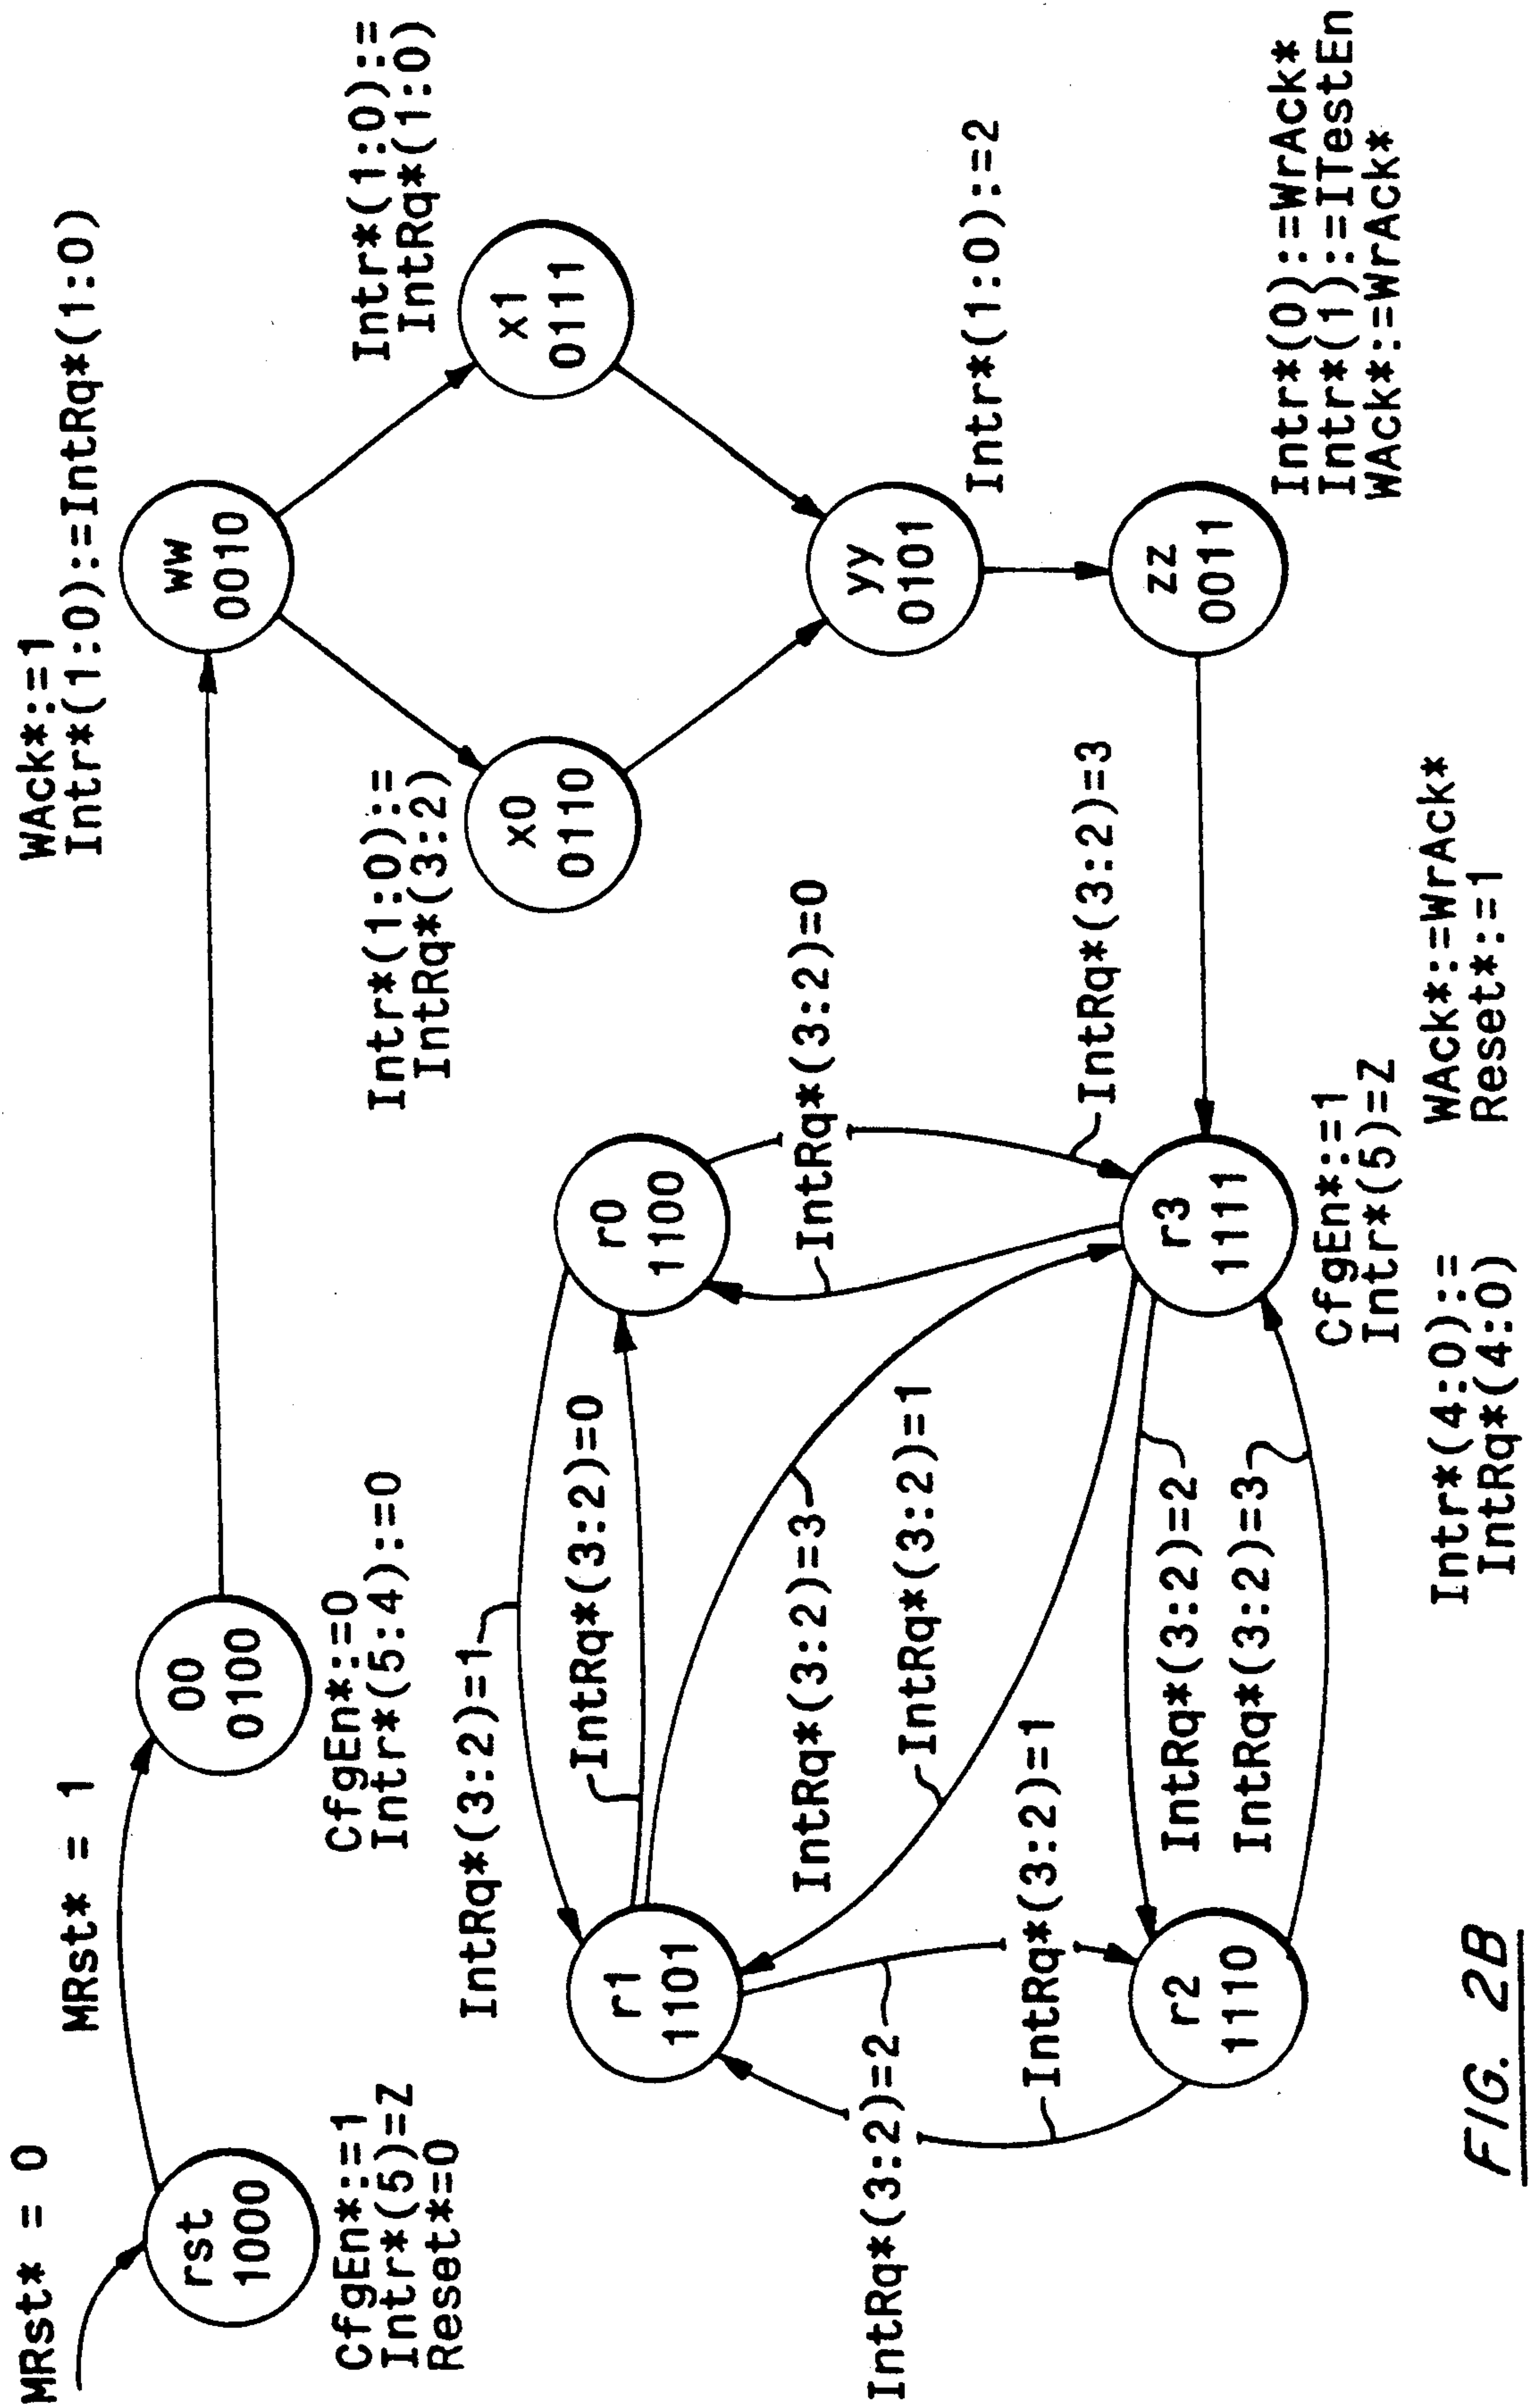 MRst* = 0
MRst* = 1
rst
1000
CfgEn*:=1
Intr*(5)=Z
Reset*=0
00
0100
CfgEn*:=0
Intr*(5:4):=0
WAck*:=1
Intr*(1:0):=IntRq*(1:0)
ww
0010
Intr*(1:0):=
IntRq*(3:2)
x0
0110
Intr*(1:0):=
IntRq*(1:0)
x1
0111
yy
0101
Intr*(1:0):=2
zz
0011
Intr*(0):=WrAck*
Intr*(1):=ITestEn
WAck*:=WrAck*
IntRq*(3:2)=1
IntRq*(3:2)=0
r0
1100
IntRq*(3:2)=0
IntRq*(3:2)=3
r1
1101
IntRq*(3:2)=3
IntRq*(3:2)=1
IntRq*(3:2)=2
IntRq*(3:2)=1
r2
1110
IntRq*(3:2)=2
IntRq*(3:2)=3
r3
1111
CfgEn*:=1
Intr*(5)=Z
Intr*(4:0):=
IntRq*(4:0)
WAck*:=WrAck*
Reset*:=1
FIG. 2B